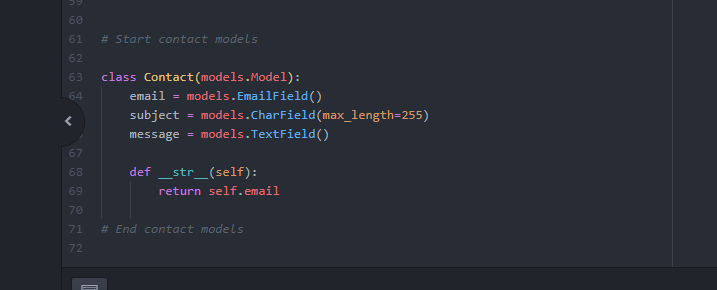 59
60
61 # Start contact models
62
63 class Contact(models.Model):
64     email = models.EmailField()
subject = models.CharField(max_length=255)
message = models.TextField()
67
68     def __str__(self):
69         return self.email
70
71 # End contact models
72